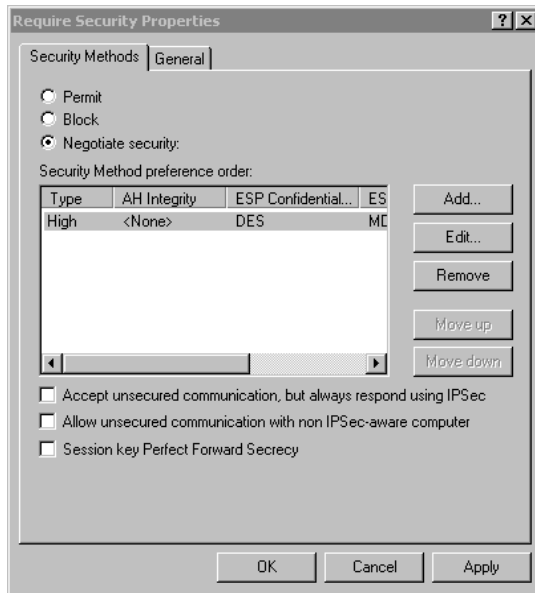 Require Security Properties
Security Methods General
Permit
Block
Negotiate security:
Security Method preference order:
Type AH Integrity ESP Confidential... ES
High <None> DES MD
Add...
Edit...
Remove
Move up
Move down
Accept unsecured communication, but always respond using IPSec
Allow unsecured communication with non IPSec-aware computer
Session key Perfect Forward Secrecy
OK Cancel Apply